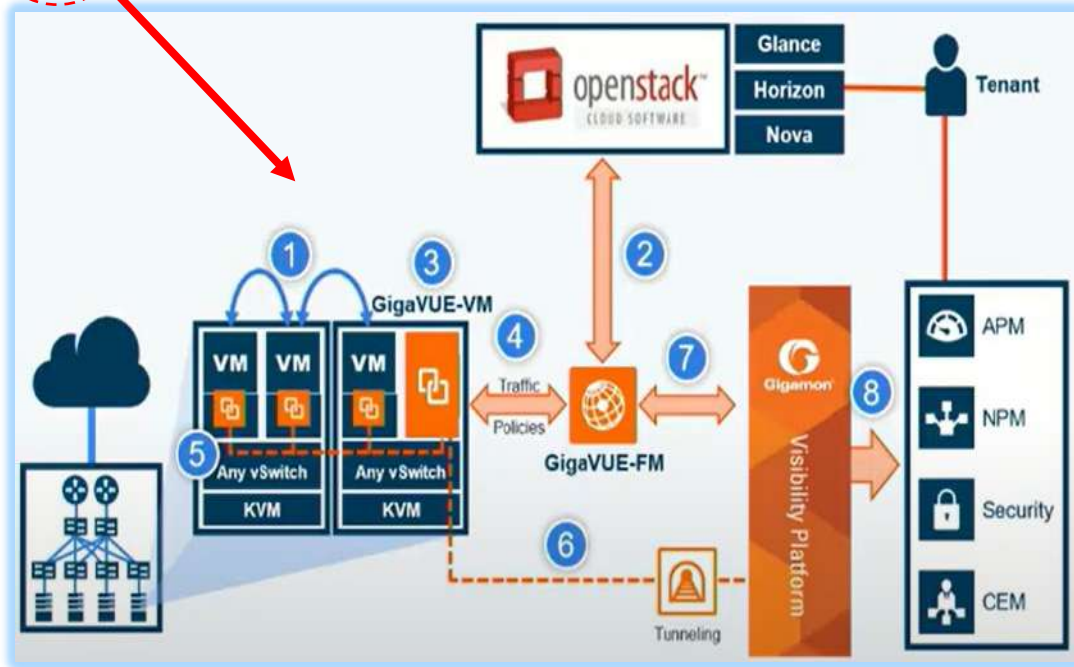 Glance
openstack™
CLOUD SOFTWARE
Horizon
Nova
Tenant
1
2
3
GigaVUE-VM
4
VM
VM
VM
Traffic
Policies
7
Gigamon®
8
APM
NPM
5
Any vSwitch
Any vSwitch
GigaVUE-FM
Visibility Platform
KVM
KVM
Security
6
Tunneling
CEM